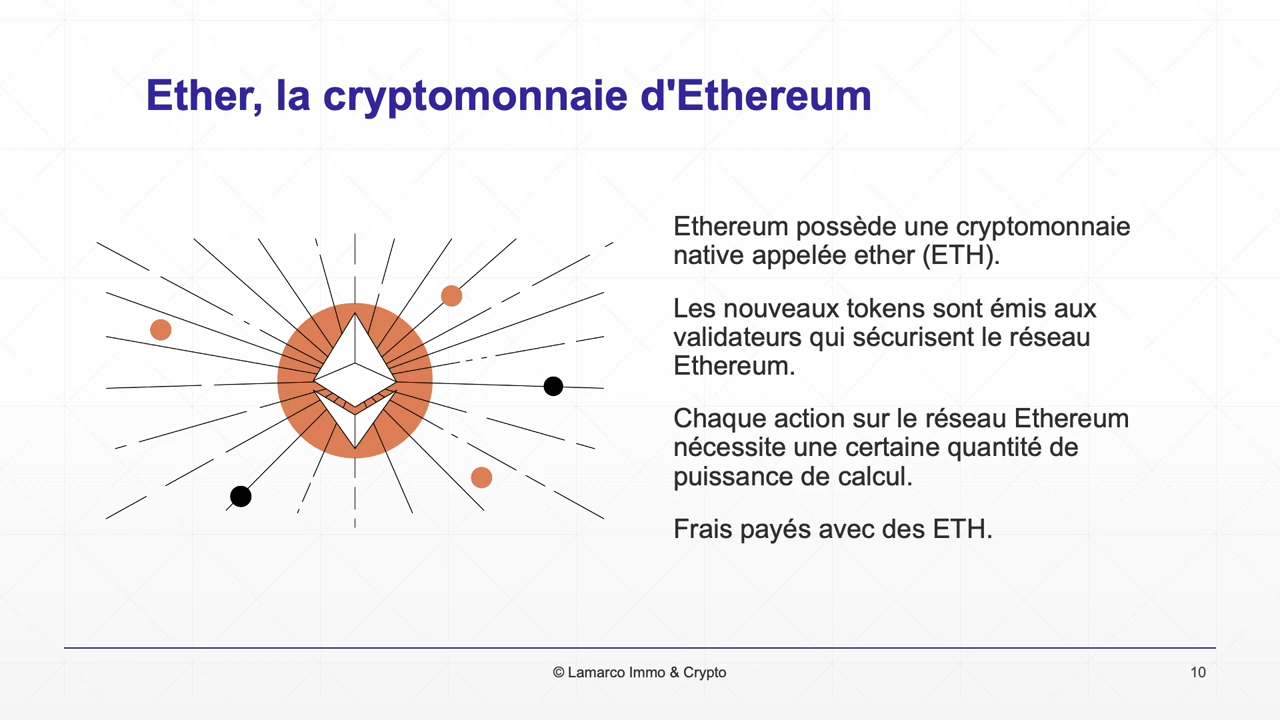 Ether, la cryptomonnaie d'Ethereum
Ethereum possède une cryptomonnaie
native appelée ether (ETH).
Les nouveaux tokens sont émis aux
validateurs qui sécurisent le réseau
Ethereum.
Chaque action sur le réseau Ethereum
nécessite une certaine quantité de
puissance de calcul.
Frais payés avec des ETH.
© Lamarco Immo & Crypto
10